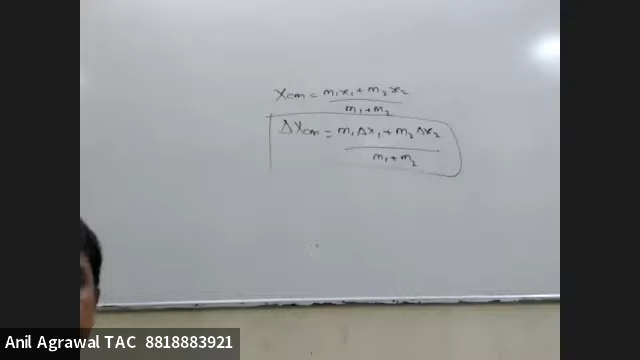 Xcm = m₁x₁ + m₂x₂ / m₁ + m₂
ΔXcm = m₁Δx₁ + m₂Δx₂ / m₁ + m₂
Anil Agrawal TAC 8818883921